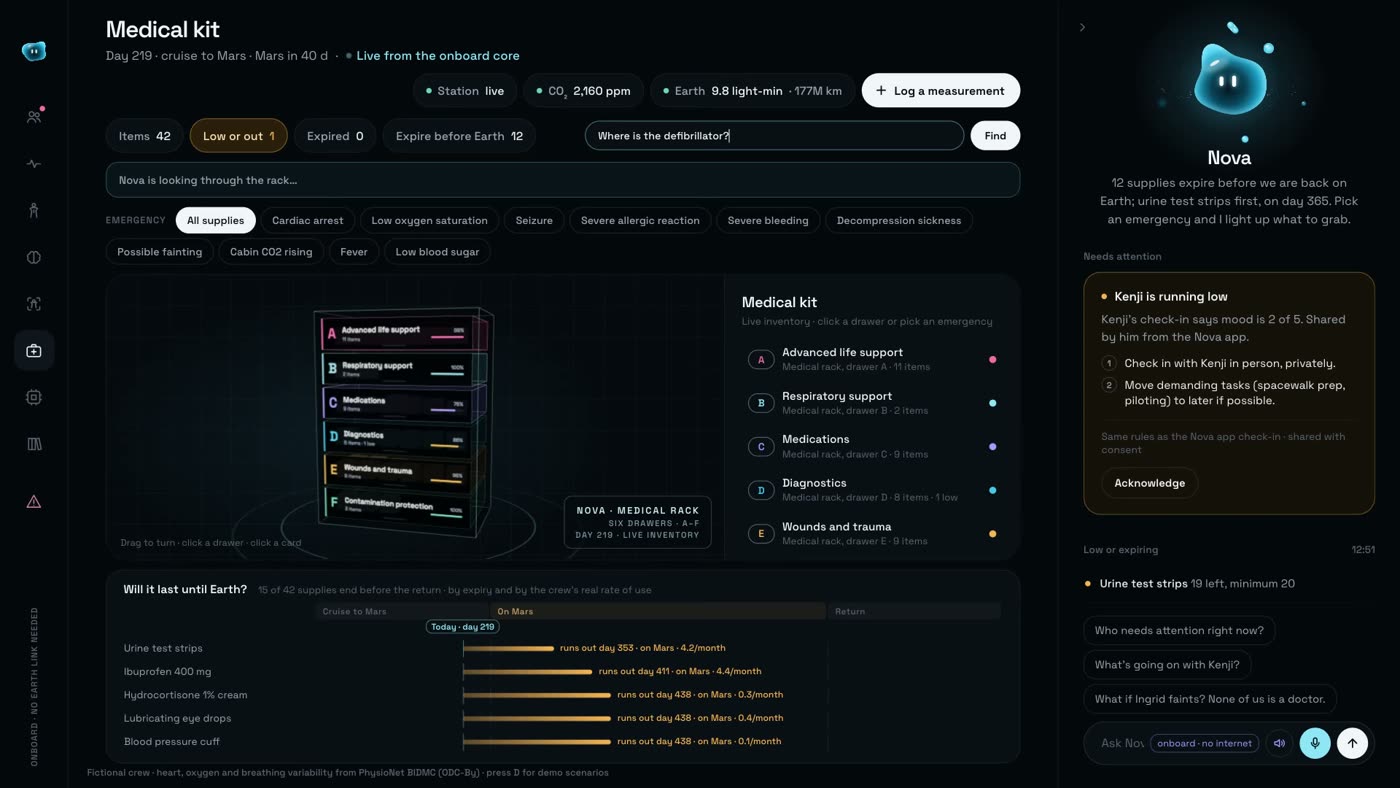 Medical kit
Day 219 · cruise to Mars · Mars in 40 d · Live from the onboard core
Station live
CO2 2,160 ppm
Earth 9.8 light-min · 177M km
+ Log a measurement
Items 42
Low or out 1
Expired 0
Expire before Earth 12
Where is the defibrillator?
Find
Nova is looking through the rack…
EMERGENCY
All supplies
Cardiac arrest
Low oxygen saturation
Seizure
Severe allergic reaction
Severe bleeding
Decompression sickness
Possible fainting
Cabin CO2 rising
Fever
Low blood sugar
A Advanced life support
11 items
B Respiratory support
2 items
100%
C Medications
9 items
D Diagnostics
8 items · 1 low
E Wounds and trauma
9 items
F Contamination protection
100%
Drag to turn · click a drawer · click a card
NOVA · MEDICAL RACK
SIX DRAWERS · A–F
DAY 219 · LIVE INVENTORY
Medical kit
Live inventory · click a drawer or pick an emergency
A Advanced life support
Medical rack, drawer A · 11 items
B Respiratory support
Medical rack, drawer B · 2 items
C Medications
Medical rack, drawer C · 9 items
D Diagnostics
Medical rack, drawer D · 8 items · 1 low
E Wounds and trauma
Medical rack, drawer E · 9 items
Will it last until Earth? 15 of 42 supplies end before the return · by expiry and by the crew's real rate of use
Cruise to Mars
On Mars
Return
Today · day 219
Urine test strips runs out day 353 · on Mars · 4.2/month
Ibuprofen 400 mg runs out day 411 · on Mars · 4.4/month
Hydrocortisone 1% cream runs out day 438 · on Mars · 0.3/month
Lubricating eye drops runs out day 438 · on Mars · 0.4/month
Blood pressure cuff runs out day 438 · on Mars · 0.1/month
Fictional crew · heart, oxygen and breathing variability from PhysioNet BIDMC (ODC-By) · press D for demo scenarios
ONBOARD · NO EARTH LINK NEEDED
Nova
12 supplies expire before we are back on
Earth; urine test strips first, on day 365. Pick
an emergency and I light up what to grab.
Needs attention
Kenji is running low
Kenji's check-in says mood is 2 of 5. Shared
by him from the Nova app.
1 Check in with Kenji in person, privately.
2 Move demanding tasks (spacewalk prep,
piloting) to later if possible.
Same rules as the Nova app check-in · shared with
consent
Acknowledge
Low or expiring 12:51
Urine test strips 19 left, minimum 20
Who needs attention right now?
What's going on with Kenji?
What if Ingrid faints? None of us is a doctor.
Ask Nov
onboard · no internet